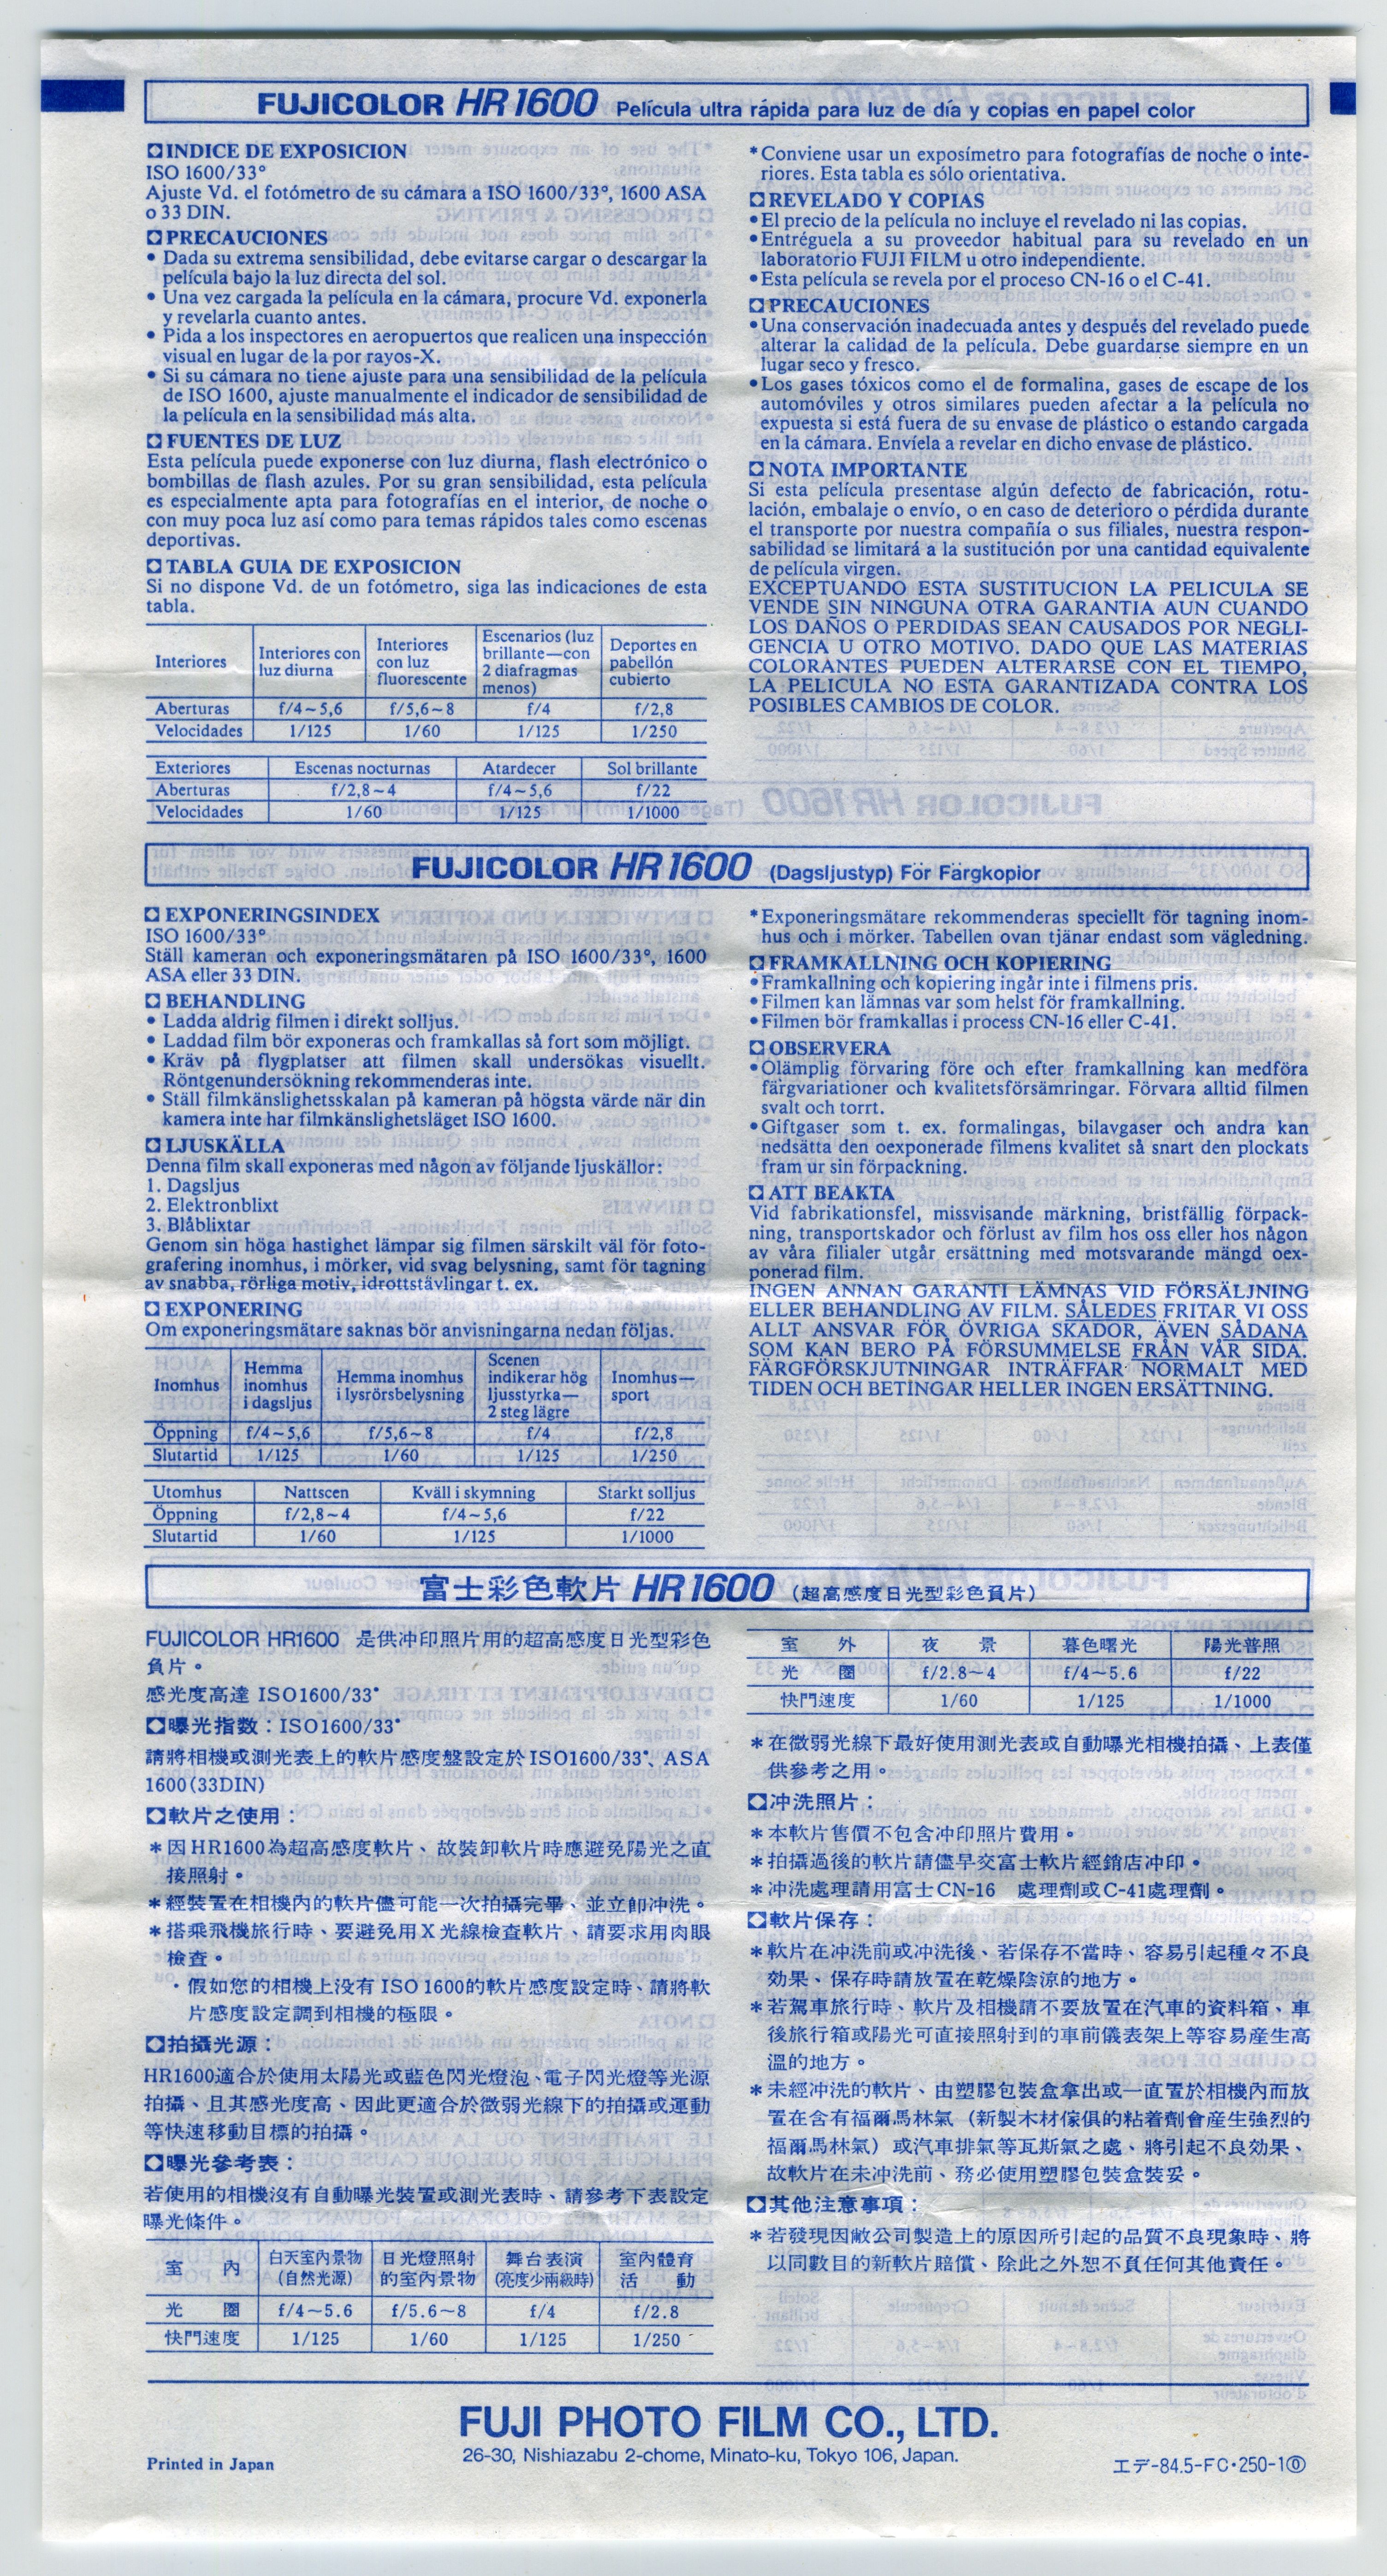 FUJICOLOR HR1600 Película ultra rápida para luz de día y copias en papel color
INDICE DE EXPOSICION
ISO 1600/33°
Ajuste Vd. el fotómetro de su cámara a ISO 1600/33°, 1600 ASA
o 33 DIN.
PRECAUCIONES
• Dada su extrema sensibilidad, debe evitarse cargar o descargar la
película bajo la luz directa del sol.
• Una vez cargada la película en la cámara, procure Vd. exponerla
y revelarla cuanto antes.
• Pida a los inspectores en aeropuertos que realicen una inspección
visual en lugar de la por rayos-X.
• Si su cámara no tiene ajuste para una sensibilidad de la película
de ISO 1600, ajuste manualmente el indicador de sensibilidad de
la película en la sensibilidad más alta.
FUENTES DE LUZ
Esta película puede exponerse con luz diurna, flash electrónico o
bombillas de flash azules. Por su gran sensibilidad, esta película
es especialmente apta para fotografías en el interior, de noche o
con muy poca luz así como para temas rápidos tales como escenas
deportivas.
TABLA GUIA DE EXPOSICION
Si no dispone Vd. de un fotómetro, siga las indicaciones de esta
tabla.
Interiores | Interiores con luz diurna | Interiores con luz fluorescente | Escenarios (luz brillante—con 2 diafragmas menos) | Deportes en pabellón cubierto
Aberturas | f/4~5,6 | f/5,6~8 | f/4 | f/2,8
Velocidades | 1/125 | 1/60 | 1/125 | 1/250
Exteriores | Escenas nocturnas | Atardecer | Sol brillante
Aberturas | f/2,8~4 | f/4~5,6 | f/22
Velocidades | 1/60 | 1/125 | 1/1000
*Conviene usar un exposímetro para fotografías de noche o inte-
riores. Esta tabla es sólo orientativa.
REVELADO Y COPIAS
•El precio de la película no incluye el revelado ni las copias.
•Entréguela a su proveedor habitual para su revelado en un
laboratorio FUJI FILM u otro independiente.
•Esta película se revela por el proceso CN-16 o el C-41.
PRECAUCIONES
•Una conservación inadecuada antes y después del revelado puede
alterar la calidad de la película. Debe guardarse siempre en un
lugar seco y fresco.
•Los gases tóxicos como el de formalina, gases de escape de los
automóviles y otros similares pueden afectar a la película no
expuesta si está fuera de su envase de plástico o estando cargada
en la cámara. Envíela a revelar en dicho envase de plástico.
NOTA IMPORTANTE
Si esta película presentase algún defecto de fabricación, rotu-
lación, embalaje o envío, o en caso de deterioro o pérdida durante
el transporte por nuestra compañía o sus filiales, nuestra respon-
sabilidad se limitará a la sustitución por una cantidad equivalente
de película virgen.
EXCEPTUANDO ESTA SUSTITUCION LA PELICULA SE
VENDE SIN NINGUNA OTRA GARANTIA AUN CUANDO
LOS DAÑOS O PERDIDAS SEAN CAUSADOS POR NEGLI-
GENCIA U OTRO MOTIVO. DADO QUE LAS MATERIAS
COLORANTES PUEDEN ALTERARSE CON EL TIEMPO,
LA PELICULA NO ESTA GARANTIZADA CONTRA LOS
POSIBLES CAMBIOS DE COLOR.
FUJICOLOR HR1600 (Dagsljustyp) För Färgkopior
EXPONERINGSINDEX
ISO 1600/33°
Ställ kameran och exponeringsmätaren på ISO 1600/33°, 1600
ASA eller 33 DIN.
BEHANDLING
• Ladda aldrig filmen i direkt solljus.
• Laddad film bör exponeras och framkallas så fort som möjligt.
• Kräv på flygplatser att filmen skall undersökas visuellt.
Röntgenundersökning rekommenderas inte.
• Ställ filmkänslighetsskalan på kameran på högsta värde när din
kamera inte har filmkänslighetsläget ISO 1600.
LJUSKÄLLA
Denna film skall exponeras med någon av följande ljuskällor:
1. Dagsljus
2. Elektronblixt
3. Blåblixtar
Genom sin höga hastighet lämpar sig filmen särskilt väl för foto-
grafering inomhus, i mörker, vid svag belysning, samt för tagning
av snabba, rörliga motiv, idrottstävlingar t. ex.
EXPONERING
Om exponeringsmätare saknas bör anvisningarna nedan följas.
Inomhus | Hemma inomhus i dagsljus | Hemma inomhus i lysrörsbelysning | Scenen indikerar hög ljusstyrka— 2 steg lägre | Inomhus— sport
Öppning | f/4~5,6 | f/5,6~8 | f/4 | f/2,8
Slutartid | 1/125 | 1/60 | 1/125 | 1/250
Utomhus | Nattscen | Kväll i skymning | Starkt solljus
Öppning | f/2,8~4 | f/4~5,6 | f/22
Slutartid | 1/60 | 1/125 | 1/1000
*Exponeringsmätare rekommenderas speciellt för tagning inom-
hus och i mörker. Tabellen ovan tjänar endast som vägledning.
FRAMKALLNING OCH KOPIERING
•Framkallning och kopiering ingår inte i filmens pris.
•Filmen kan lämnas var som helst för framkallning.
•Filmen bör framkallas i process CN-16 eller C-41.
OBSERVERA
•Olämplig förvaring före och efter framkallning kan medföra
färgvariationer och kvalitetsförsämringar. Förvara alltid filmen
svalt och torrt.
•Giftgaser som t. ex. formalingas, bilavgaser och andra kan
nedsätta den oexponerade filmens kvalitet så snart den plockats
fram ur sin förpackning.
ATT BEAKTA
Vid fabrikationsfel, missvisande märkning, bristfällig förpack-
ning, transportskador och förlust av film hos oss eller hos någon
av våra filialer utgår ersättning med motsvarande mängd oex-
ponerad film.
INGEN ANNAN GARANTI LÄMNAS VID FÖRSÄLJNING
ELLER BEHANDLING AV FILM. SÅLEDES FRITAR VI OSS
ALLT ANSVAR FÖR ÖVRIGA SKADOR, ÄVEN SÅDANA
SOM KAN BERO PÅ FÖRSUMMELSE FRÅN VÅR SIDA.
FÄRGFÖRSKJUTNINGAR INTRÄFFAR NORMALT MED
TIDEN OCH BETINGAR HELLER INGEN ERSÄTTNING.
富士彩色軟片 HR1600 (超高感度日光型彩色負片)
FUJICOLOR HR1600 是供冲印照片用的超高感度日光型彩色
負片。
感光度高達 ISO1600/33°
曝光指数：ISO1600/33°
請將相機或測光表上的軟片感度盤設定於ISO1600/33°、ASA
1600(33DIN)
軟片之使用：
＊因HR1600為超高感度軟片、故裝卸軟片時應避免陽光之直
接照射。
＊經裝置在相機內的軟片儘可能一次拍攝完畢、並立卽冲洗。
＊搭乘飛機旅行時、要避免用X光線檢查軟片、請要求用肉眼
檢查。
・假如您的相機上没有 ISO 1600的軟片感度設定時、請將軟
片感度設定調到相機的極限。
拍攝光源：
HR1600適合於使用太陽光或藍色閃光燈泡、電子閃光燈等光源
拍攝、且其感光度高、因此更適合於微弱光線下的拍攝或運動
等快速移動目標的拍攝。
曝光參考表：
若使用的相機沒有自動曝光裝置或測光表時、請參考下表設定
曝光條件。
室 內 | 白天室內景物 (自然光源) | 日光燈照射 的室內景物 | 舞台表演 (亮度少兩級時) | 室內體育 活 動
光 圈 | f/4~5.6 | f/5.6~8 | f/4 | f/2.8
快門速度 | 1/125 | 1/60 | 1/125 | 1/250
室 外 | 夜 景 | 暮色曙光 | 陽光普照
光 圈 | f/2.8~4 | f/4~5.6 | f/22
快門速度 | 1/60 | 1/125 | 1/1000
＊在微弱光線下最好使用測光表或自動曝光相機拍攝、上表僅
供參考之用。
冲洗照片：
＊本軟片售價不包含冲印照片費用。
＊拍攝過後的軟片請儘早交富士軟片經銷店冲印。
＊冲洗處理請用富士CN-16 處理劑或C-41處理劑。
軟片保存：
＊軟片在冲洗前或冲洗後、若保存不當時、容易引起種々不良
効果、保存時請放置在乾燥陰涼的地方。
＊若駕車旅行時、軟片及相機請不要放置在汽車的資料箱、車
後旅行箱或陽光可直接照射到的車前儀表架上等容易産生高
溫的地方。
＊未經冲洗的軟片、由塑膠包裝盒拿出或一直置於相機內而放
置在含有福爾馬林氣（新製木材傢俱的粘着劑會産生強烈的
福爾馬林氣）或汽車排氣等瓦斯氣之處、將引起不良効果、
故軟片在未冲洗前、務必使用塑膠包裝盒裝妥。
其他注意事項：
＊若發現因敝公司製造上的原因所引起的品質不良現象時、將
以同數目的新軟片賠償、除此之外恕不負任何其他責任。
FUJI PHOTO FILM CO., LTD.
26-30, Nishiazabu 2-chome, Minato-ku, Tokyo 106, Japan.
Printed in Japan
エデ-84.5-FC・250-1⓪